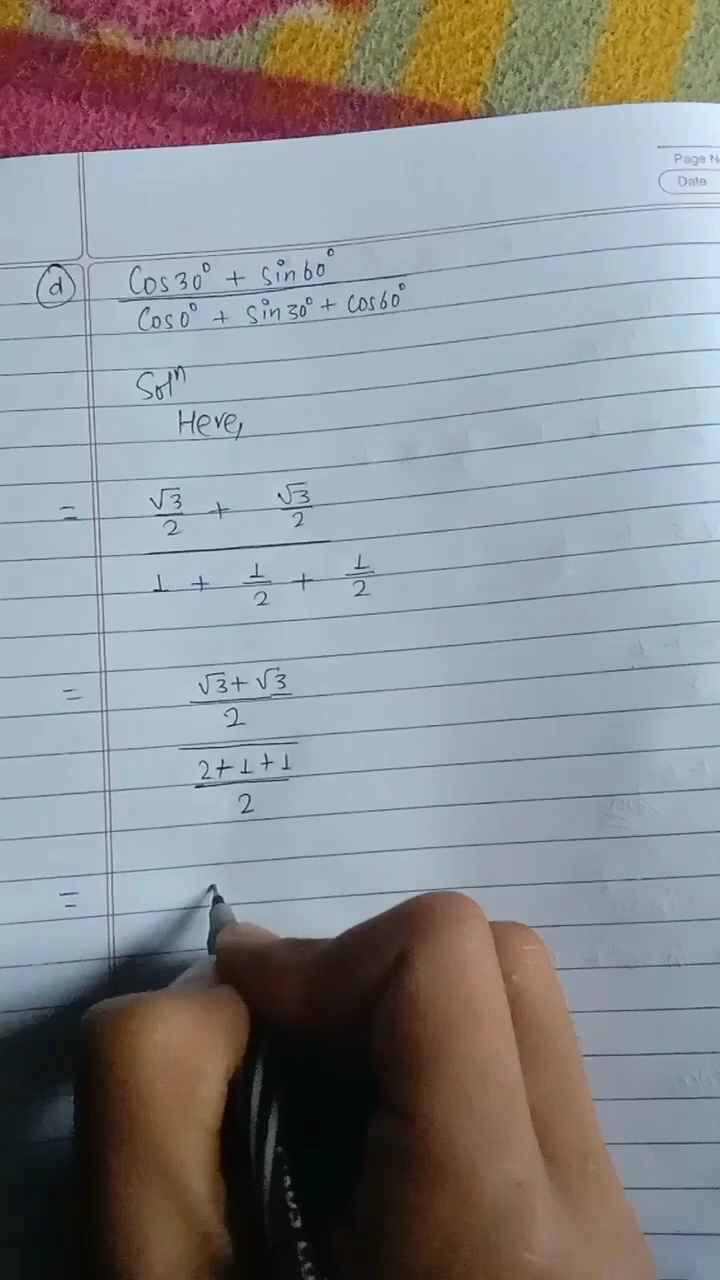 Page N
Date
(d) Cos30° + Sin60°
Cos0° + Sin30° + Cos60°
Solⁿ
Here,
= √3/2 + √3/2
1 + 1/2 + 1/2
= √3+√3
2
2+1+1
2
=